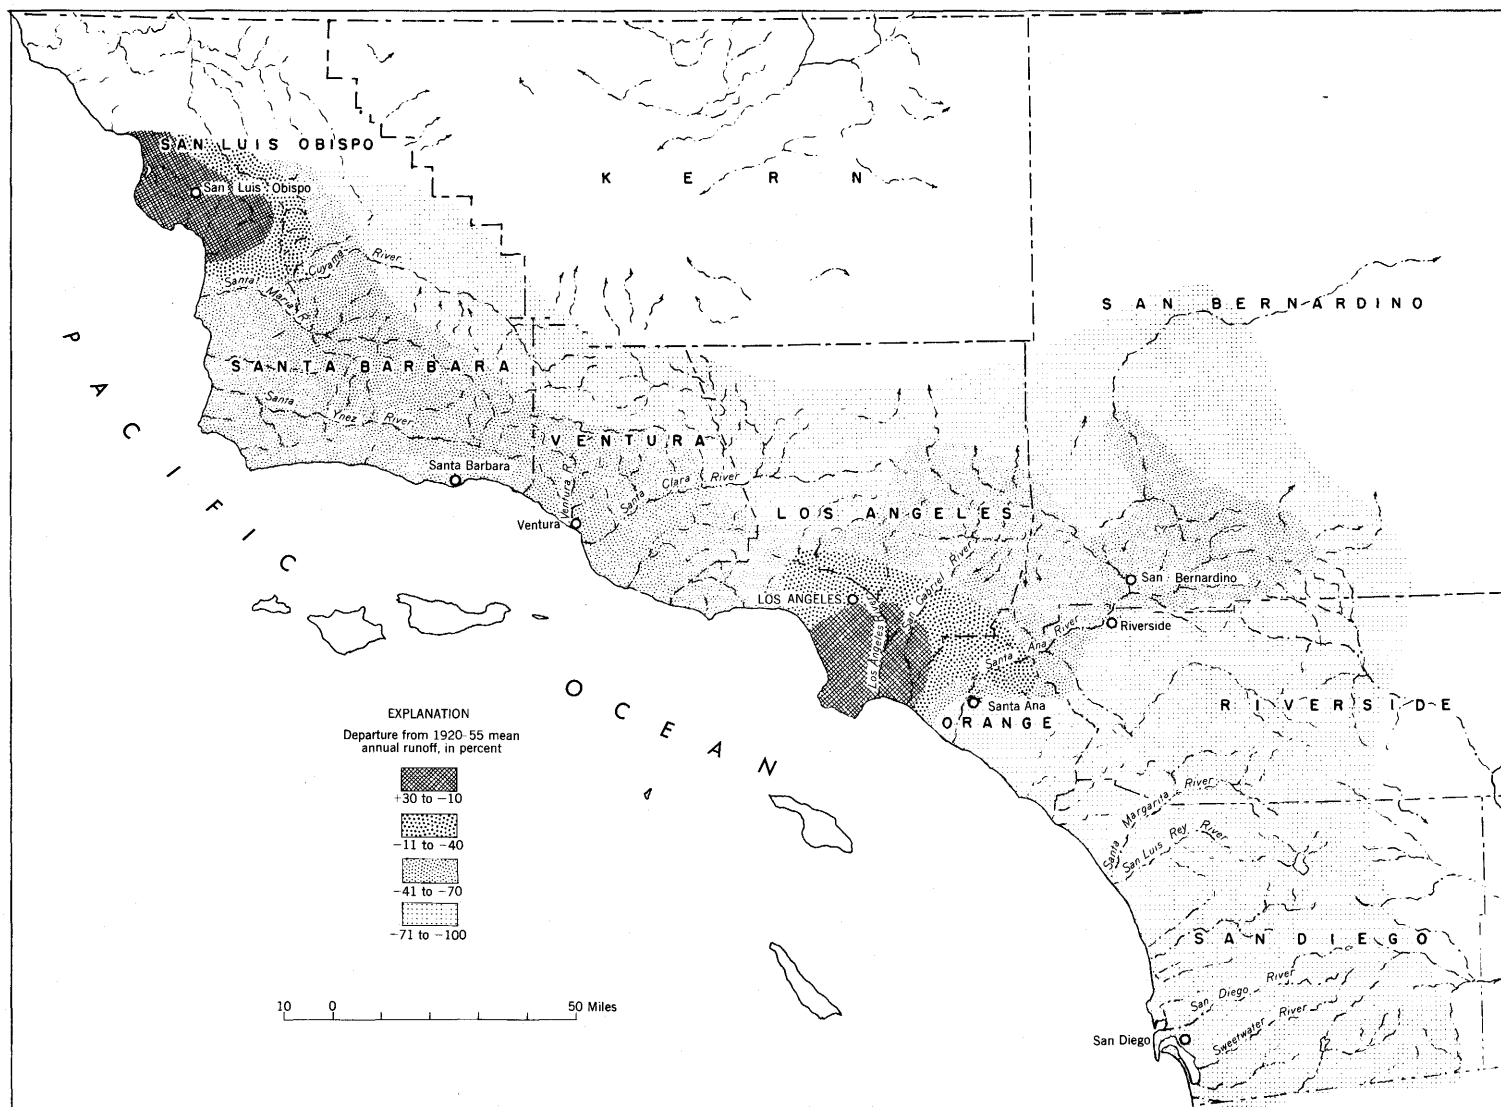 SAN LUIS OBISPO
San Luis Obispo
K E R N
Cuyama River
Santa Maria R
SAN BERNARDINO
SANTA BARBARA
Santa Ynez River
Santa Barbara
VENTURA
Ventura R
Santa Clara River
Ventura
LOS ANGELES
San Gabriel River
San Bernardino
LOS ANGELES
Los Angeles River
Riverside
Santa Ana River
Santa Ana
ORANGE
RIVERSIDE
PACIFIC OCEAN
EXPLANATION
Departure from 1920-55 mean
annual runoff, in percent
+30 to −10
−11 to −40
−41 to −70
−71 to −100
Santa Margarita River
San Luis Rey River
SAN DIEGO
San Diego River
Sweetwater River
San Diego
10 0 50 Miles